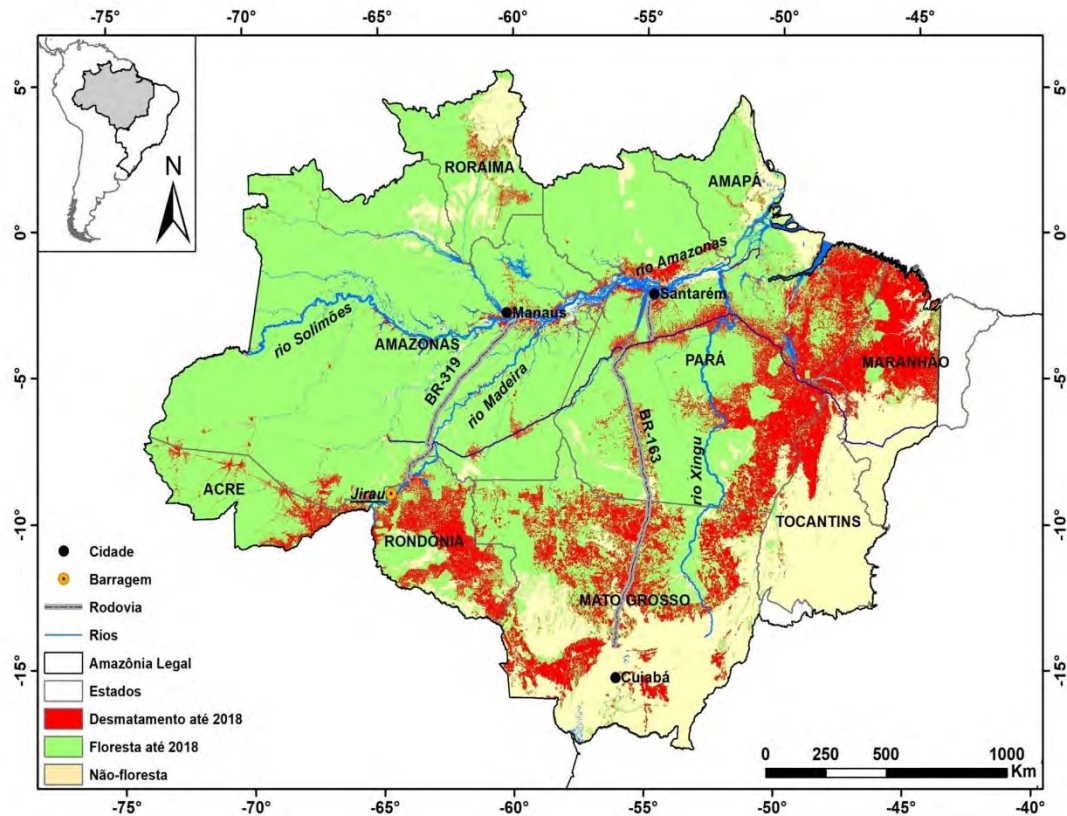 -75° -70° -65° -60° -55° -50° -45°
5° 5°
N
RORAIMA
AMAPÁ
0° 0°
rio Amazonas
Santarém
Manaus
rio Solimões
AMAZONAS
PARÁ
MARANHÃO
BR-319
rio Madeira
-5° -5°
BR-163
rio Xingu
ACRE
Jirau
TOCANTINS
-10° -10°
RONDÔNIA
MATO GROSSO
Cuiabá
-15° -15°
Cidade
Barragem
Rodovia
Rios
Amazônia Legal
Estados
Desmatamento até 2018
Floresta até 2018
Não-floresta
0 250 500 1000
Km
-75° -70° -65° -60° -55° -50° -45° -40°